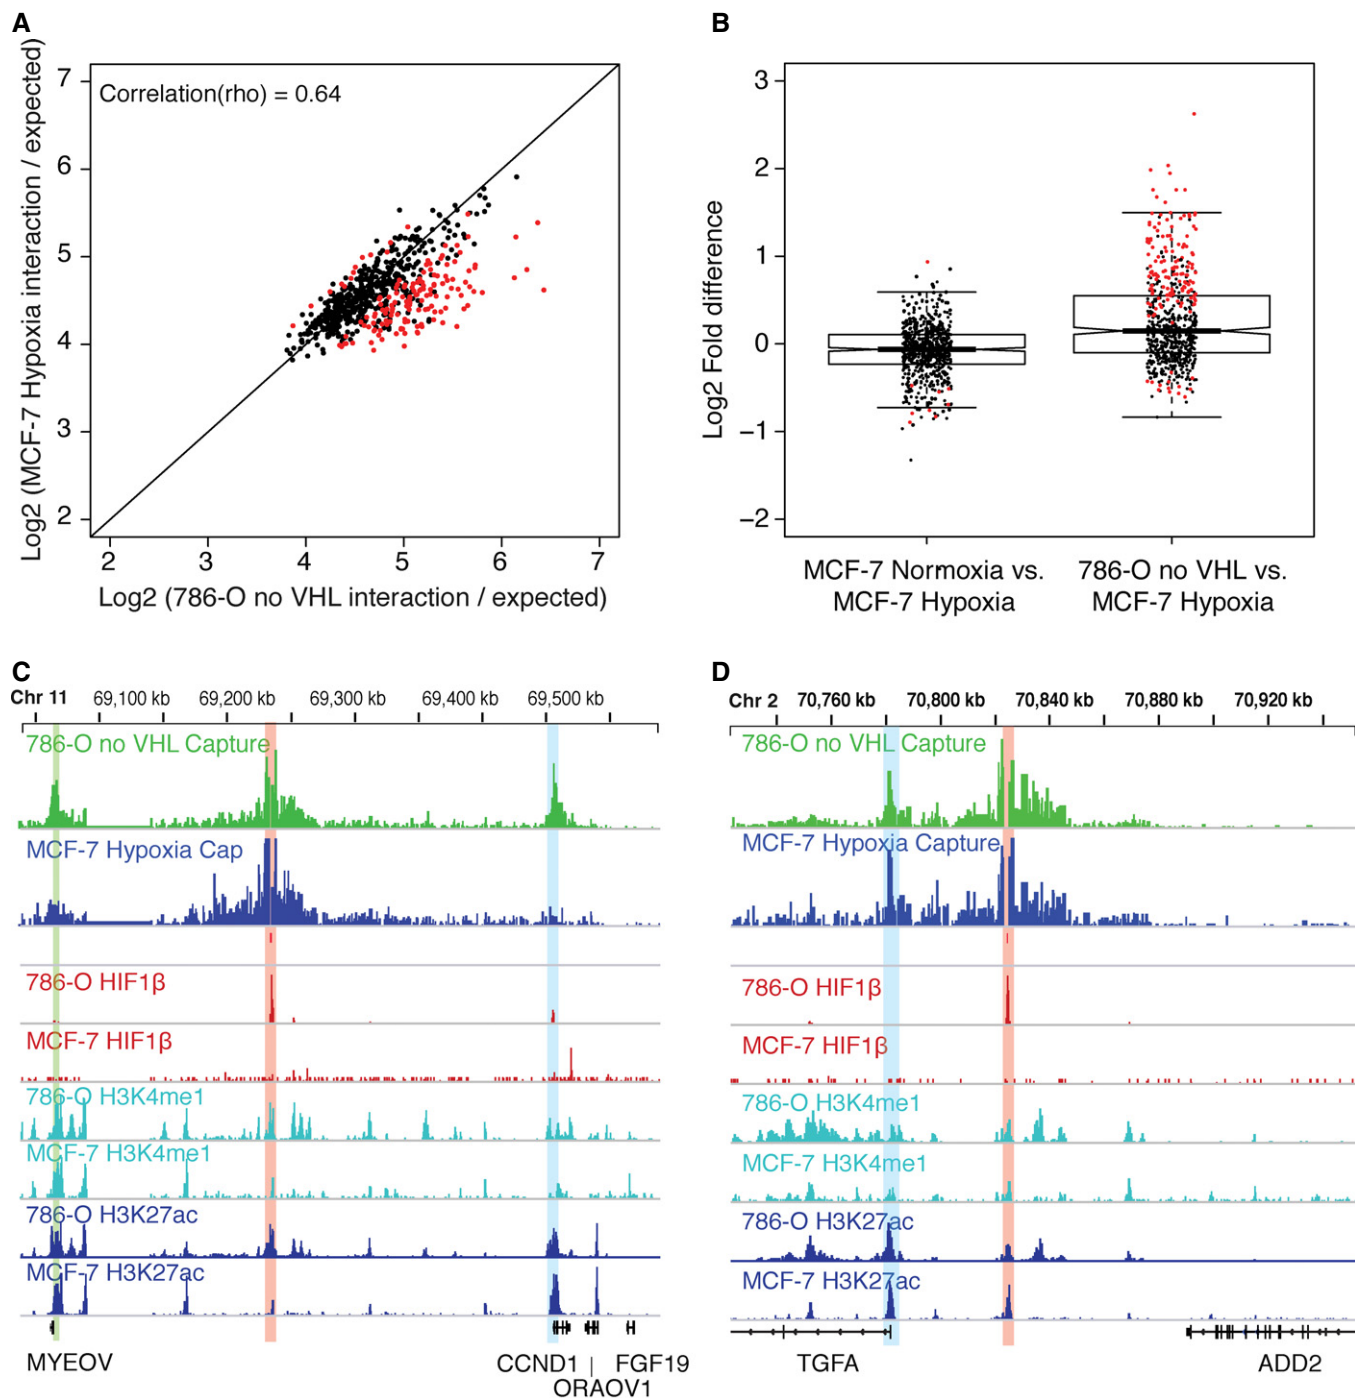 A
Log2 (MCF-7 Hypoxia interaction / expected)
7
6
5
4
3
2
Correlation(rho) = 0.64
2 3 4 5 6 7
Log2 (786-O no VHL interaction / expected)
B
Log2 Fold difference
3
2
1
0
−1
−2
MCF-7 Normoxia vs.
MCF-7 Hypoxia
786-O no VHL vs.
MCF-7 Hypoxia
C
Chr 11 69,100 kb 69,200 kb 69,300 kb 69,400 kb 69,500 kb
786-O no VHL Capture
MCF-7 Hypoxia Cap
786-O HIF1β
MCF-7 HIF1β
786-O H3K4me1
MCF-7 H3K4me1
786-O H3K27ac
MCF-7 H3K27ac
MYEOV CCND1 | FGF19
ORAOV1
D
Chr 2 70,760 kb 70,800 kb 70,840 kb 70,880 kb 70,920 kb
786-O no VHL Capture
MCF-7 Hypoxia Capture
786-O HIF1β
MCF-7 HIF1β
786-O H3K4me1
MCF-7 H3K4me1
786-O H3K27ac
MCF-7 H3K27ac
TGFA ADD2